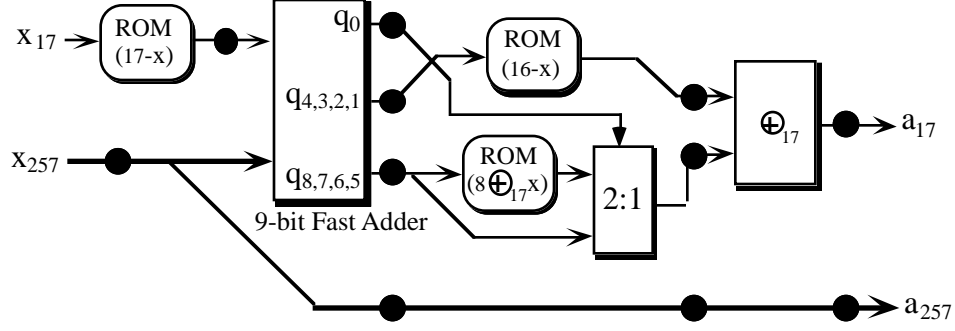 x17
ROM
(17-x)
q0
q4,3,2,1
q8,7,6,5
9-bit Fast Adder
x257
ROM
(16-x)
ROM
(8⊕17x)
2:1
⊕17
a17
a257